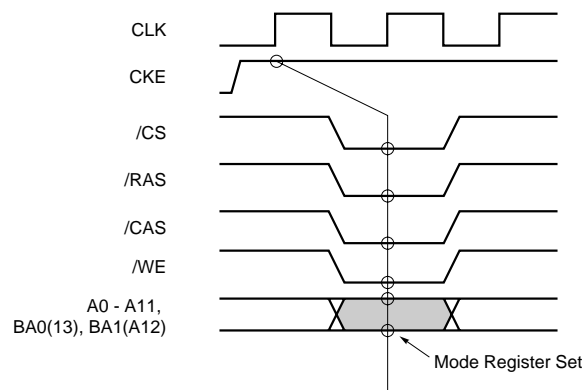 CLK
CKE
/CS
/RAS
/CAS
/WE
A0 - A11,
BA0(13), BA1(A12)
Mode Register Set